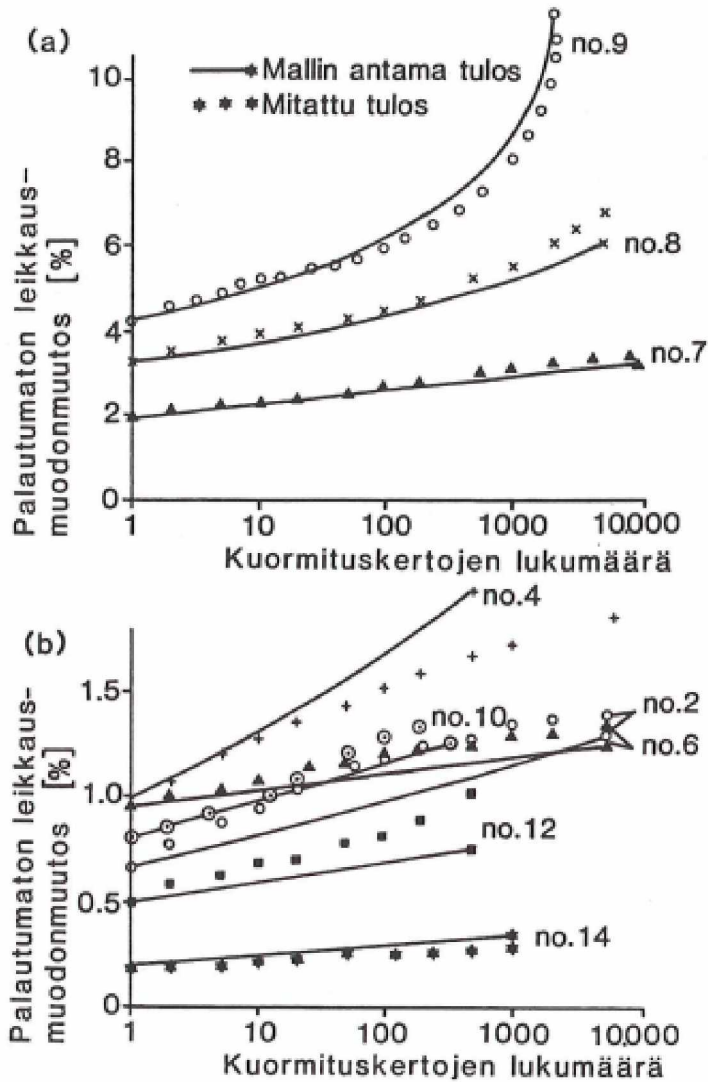 (a)
Palautumaton leikkaus-
muodonmuutos [%]
10
8
6
4
2
0
Mallin antama tulos
Mitattu tulos
no.9
no.8
no.7
1 10 100 1000 10.000
Kuormituskertojen lukumäärä
(b)
Palautumaton leikkaus-
muodonmuutos [%]
1.5
1.0
0.5
0
no.4
no.10
no.2
no.6
no.12
no.14
1 10 100 1000 10.000
Kuormituskertojen lukumäärä